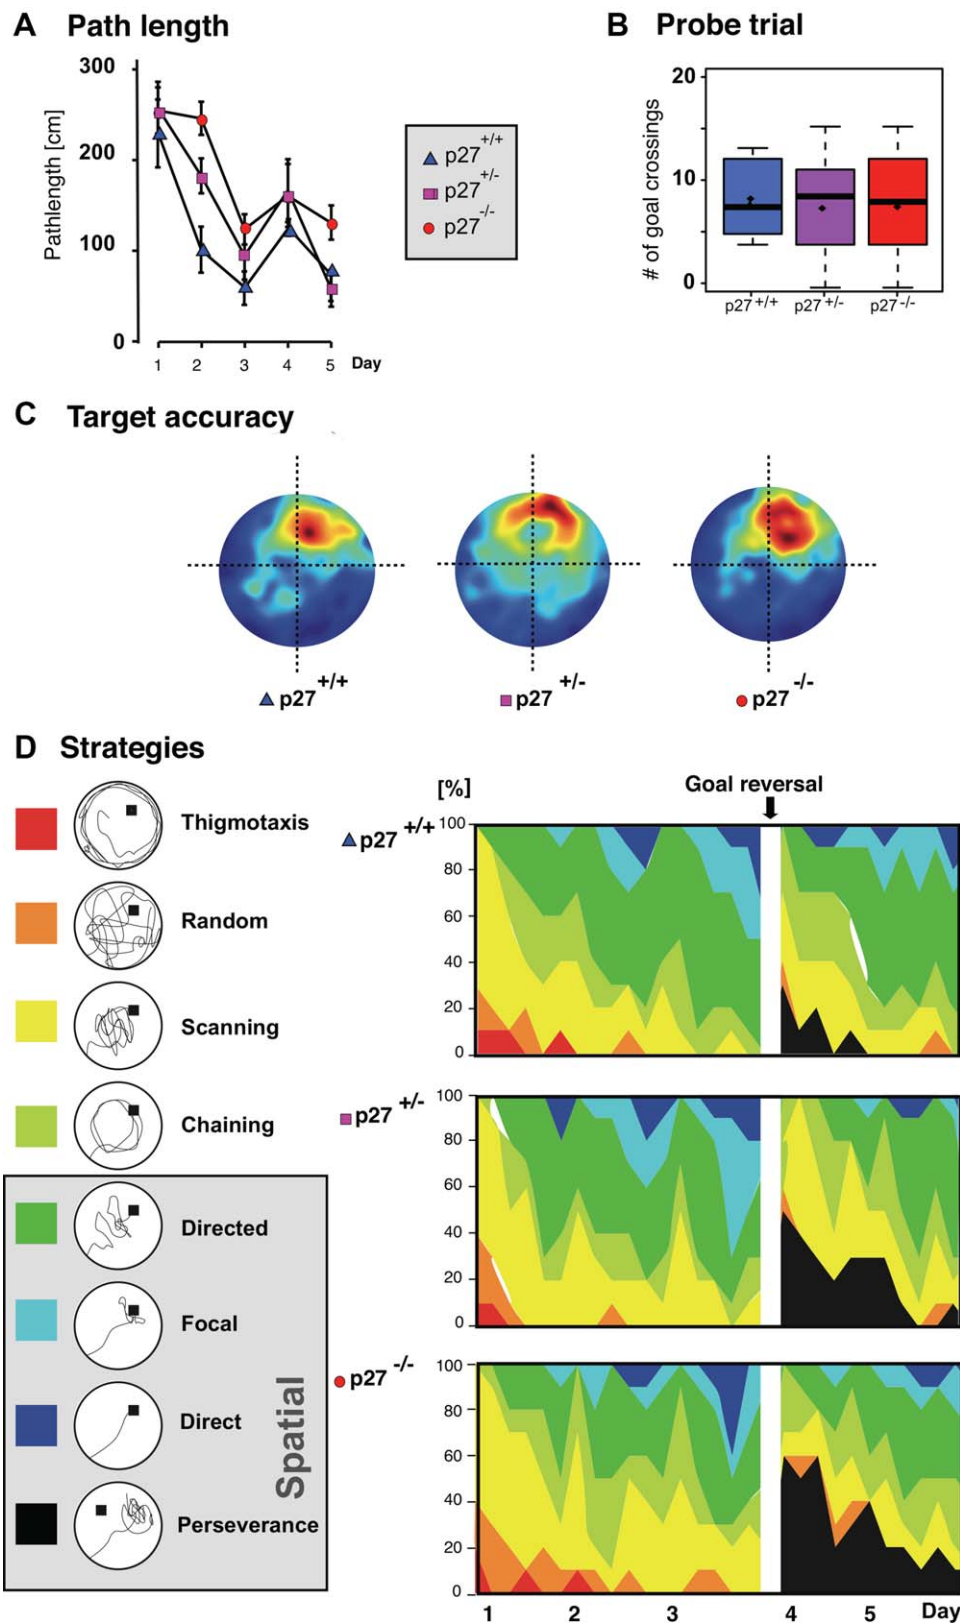 A Path length
300
200
100
0
Pathlength [cm]
1 2 3 4 5 Day
p27+/+
p27+/-
p27-/-
B Probe trial
20
10
0
# of goal crossings
p27+/+ p27+/- p27-/-
C Target accuracy
p27+/+ p27+/- p27-/-
D Strategies
Thigmotaxis
Random
Scanning
Chaining
Directed
Focal
Direct
Perseverance
Spatial
[%]
Goal reversal
p27+/+
100
80
60
40
20
0
p27+/-
100
80
60
40
20
0
p27-/-
100
80
60
40
20
0
1 2 3 4 5 Day